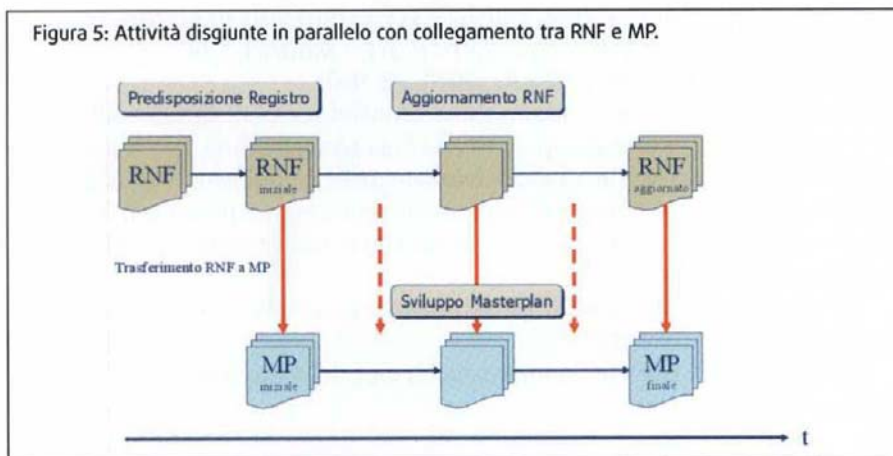 Figura 5: Attività disgiunte in parallelo con collegamento tra RNF e MP.
Predisposizione Registro
Aggiornamento RNF
RNF
RNF
iniziale
RNF
aggiornato
Trasferimento RNF a MP
Sviluppo Masterplan
MP
iniziale
MP
finale
t